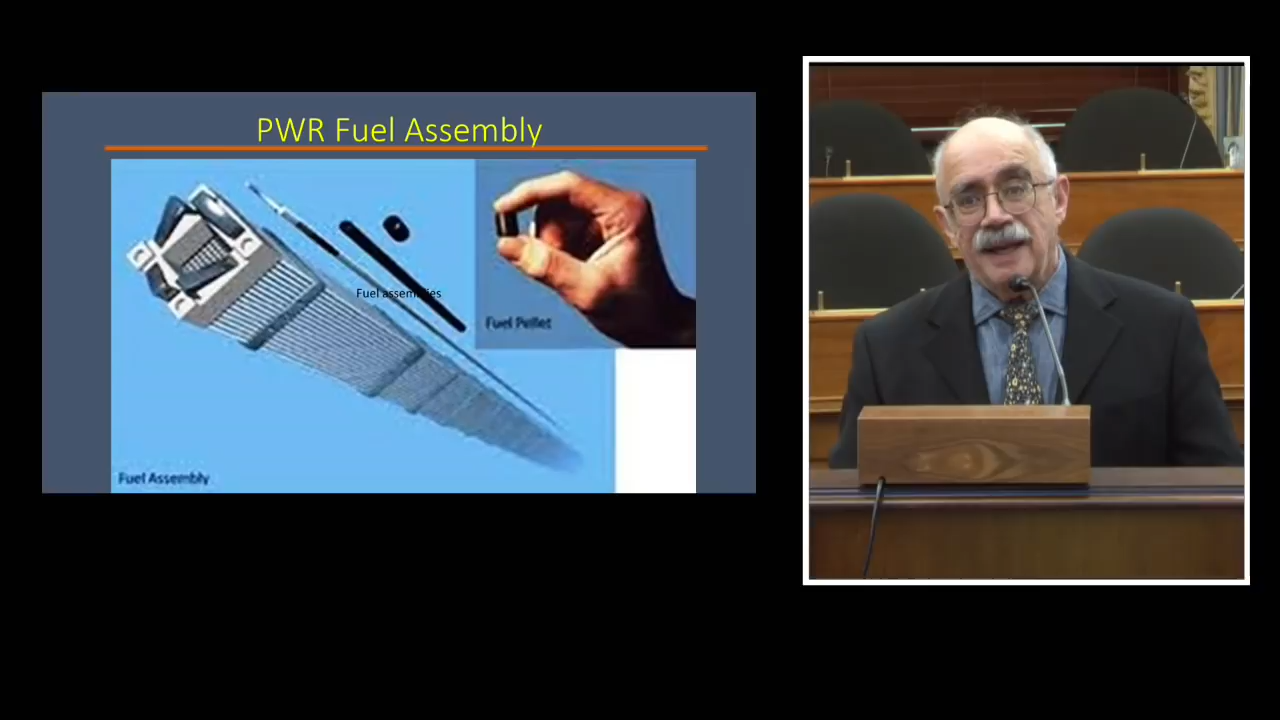 PWR Fuel Assembly
Fuel assemblies
Fuel Pellet
Fuel Assembly